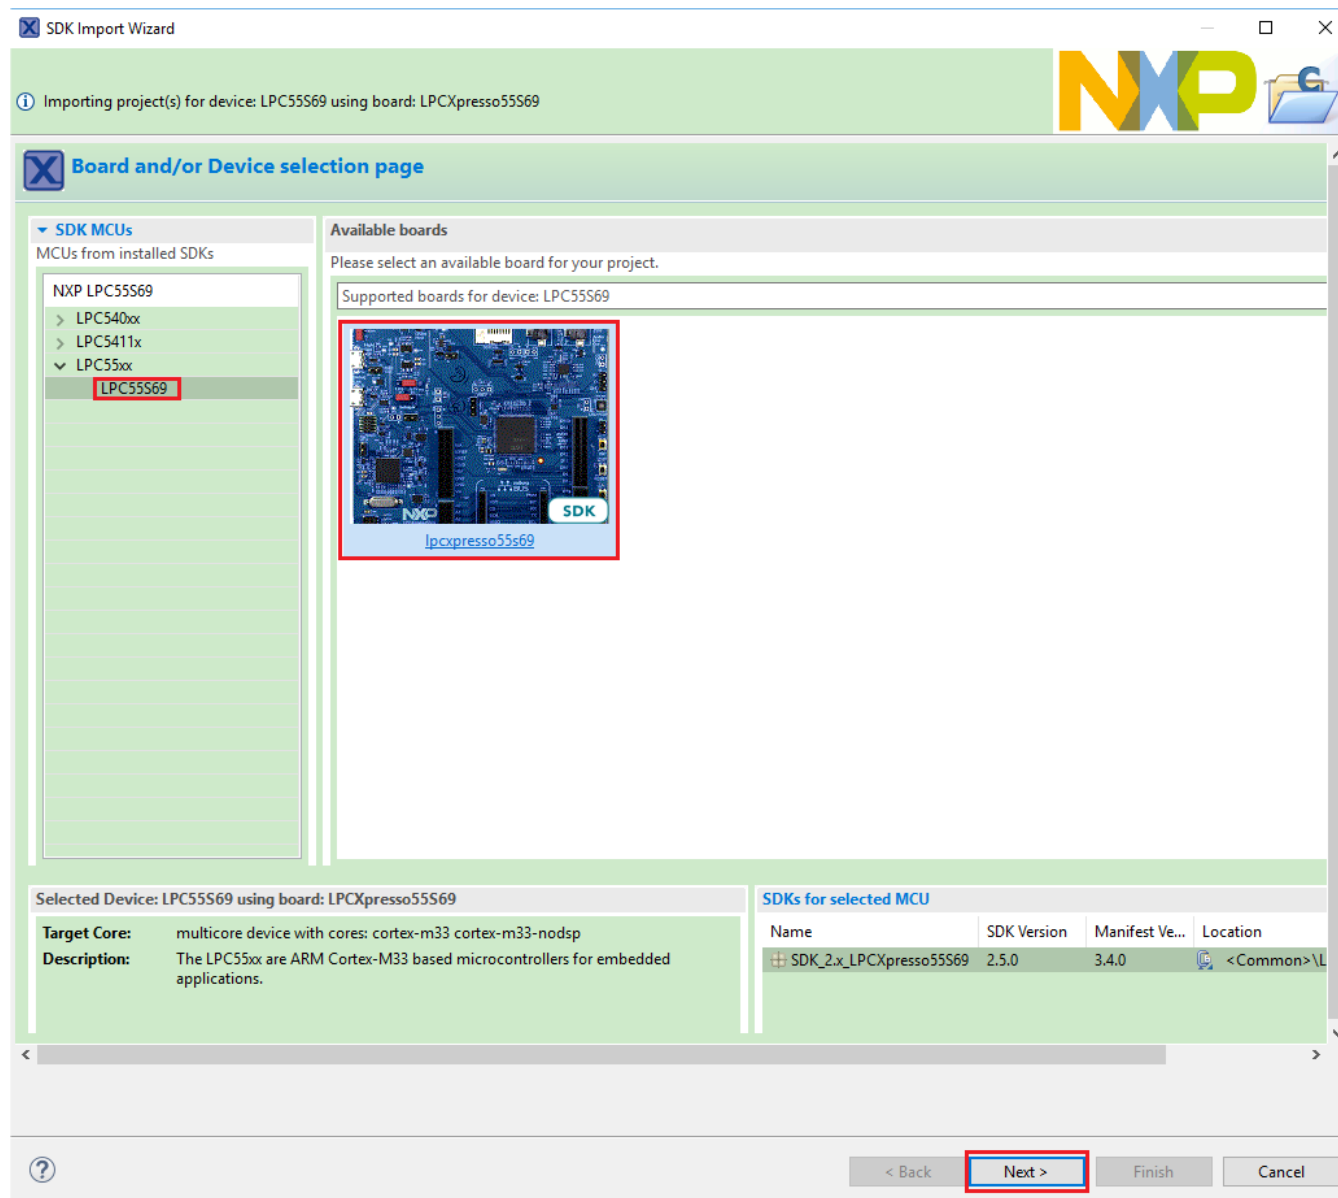 SDK Import Wizard
Importing project(s) for device: LPC55S69 using board: LPCXpresso55S69
NXP
Board and/or Device selection page
SDK MCUs
MCUs from installed SDKs
NXP LPC55S69
LPC540xx
LPC5411x
LPC55xx
LPC55S69
Available boards
Please select an available board for your project.
Supported boards for device: LPC55S69
NXP
SDK
lpcxpresso55s69
Selected Device: LPC55S69 using board: LPCXpresso55S69
Target Core: multicore device with cores: cortex-m33 cortex-m33-nodsp
Description: The LPC55xx are ARM Cortex-M33 based microcontrollers for embedded
applications.
SDKs for selected MCU
Name SDK Version Manifest Ve... Location
SDK_2.x_LPCXpresso55S69 2.5.0 3.4.0 <Common>\L
< Back Next > Finish Cancel